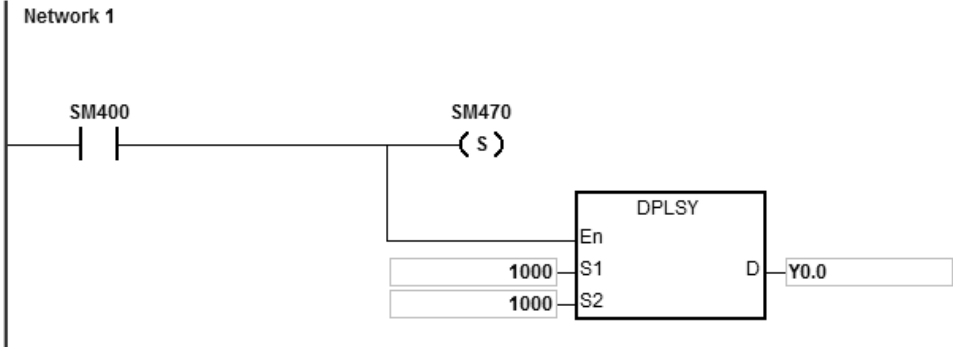 Network 1
SM400
SM470
( S )
DPLSY
En
1000 S1 D Y0.0
1000 S2